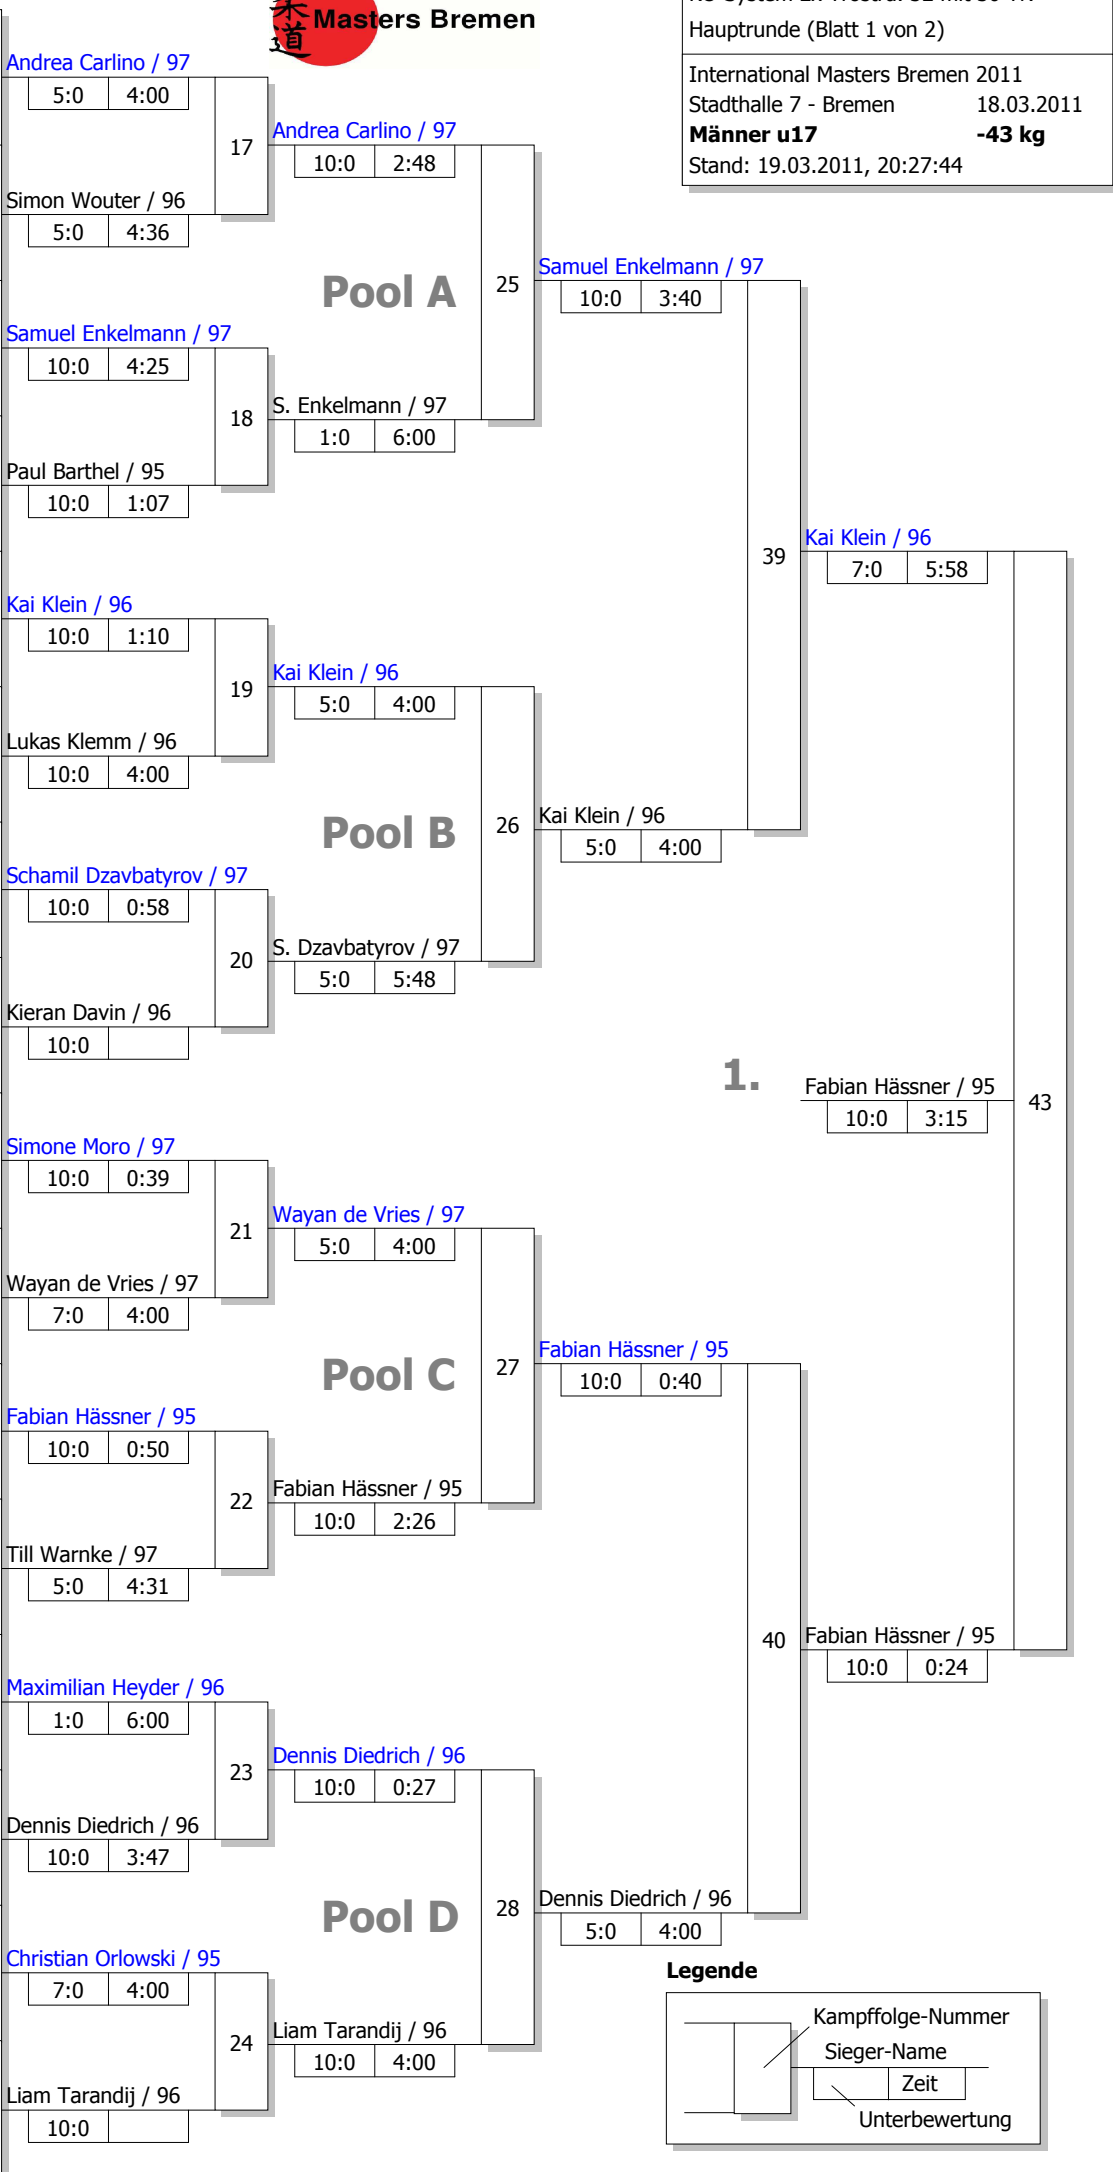 柔道
Masters Bremen
Hauptrunde (Blatt 1 von 2)
International Masters Bremen 2011
Stadthalle 7 - Bremen 18.03.2011
Männer u17 -43 kg
Stand: 19.03.2011, 20:27:44
Andrea Carlino / 97
5:0 4:00
17
Simon Wouter / 96
5:0 4:36
Andrea Carlino / 97
10:0 2:48
Pool A
25
Samuel Enkelmann / 97
10:0 3:40
Samuel Enkelmann / 97
10:0 4:25
18
S. Enkelmann / 97
1:0 6:00
Paul Barthel / 95
10:0 1:07
39
Kai Klein / 96
7:0 5:58
Kai Klein / 96
10:0 1:10
19
Kai Klein / 96
5:0 4:00
Lukas Klemm / 96
10:0 4:00
Pool B
26
Kai Klein / 96
5:0 4:00
Schamil Dzavbatyrov / 97
10:0 0:58
20
S. Dzavbatyrov / 97
5:0 5:48
Kieran Davin / 96
10:0
1.
Fabian Hässner / 95
10:0 3:15
43
Simone Moro / 97
10:0 0:39
21
Wayan de Vries / 97
5:0 4:00
Wayan de Vries / 97
7:0 4:00
Pool C
27
Fabian Hässner / 95
10:0 0:40
Fabian Hässner / 95
10:0 0:50
22
Fabian Hässner / 95
10:0 2:26
Till Warnke / 97
5:0 4:31
40
Fabian Hässner / 95
10:0 0:24
Maximilian Heyder / 96
1:0 6:00
23
Dennis Diedrich / 96
10:0 0:27
Dennis Diedrich / 96
10:0 3:47
Pool D
28
Dennis Diedrich / 96
5:0 4:00
Christian Orlowski / 95
7:0 4:00
24
Liam Tarandij / 96
10:0 4:00
Liam Tarandij / 96
10:0
Legende
Kampffolge-Nummer
Sieger-Name
Zeit
Unterbewertung